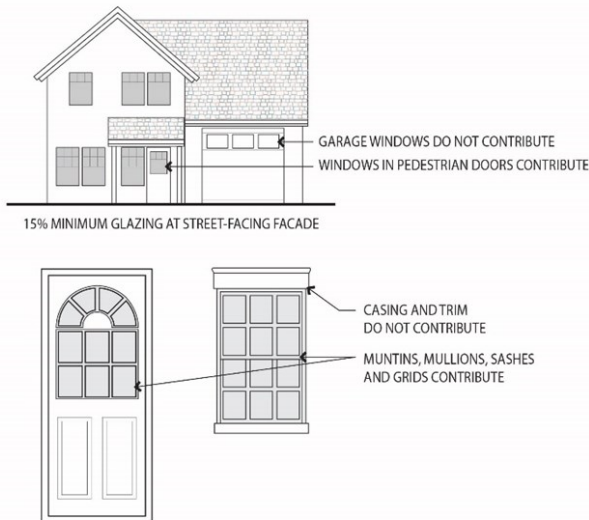 GARAGE WINDOWS DO NOT CONTRIBUTE
WINDOWS IN PEDESTRIAN DOORS CONTRIBUTE
15% MINIMUM GLAZING AT STREET-FACING FACADE
CASING AND TRIM
DO NOT CONTRIBUTE
MUNTINS, MULLIONS, SASHES
AND GRIDS CONTRIBUTE